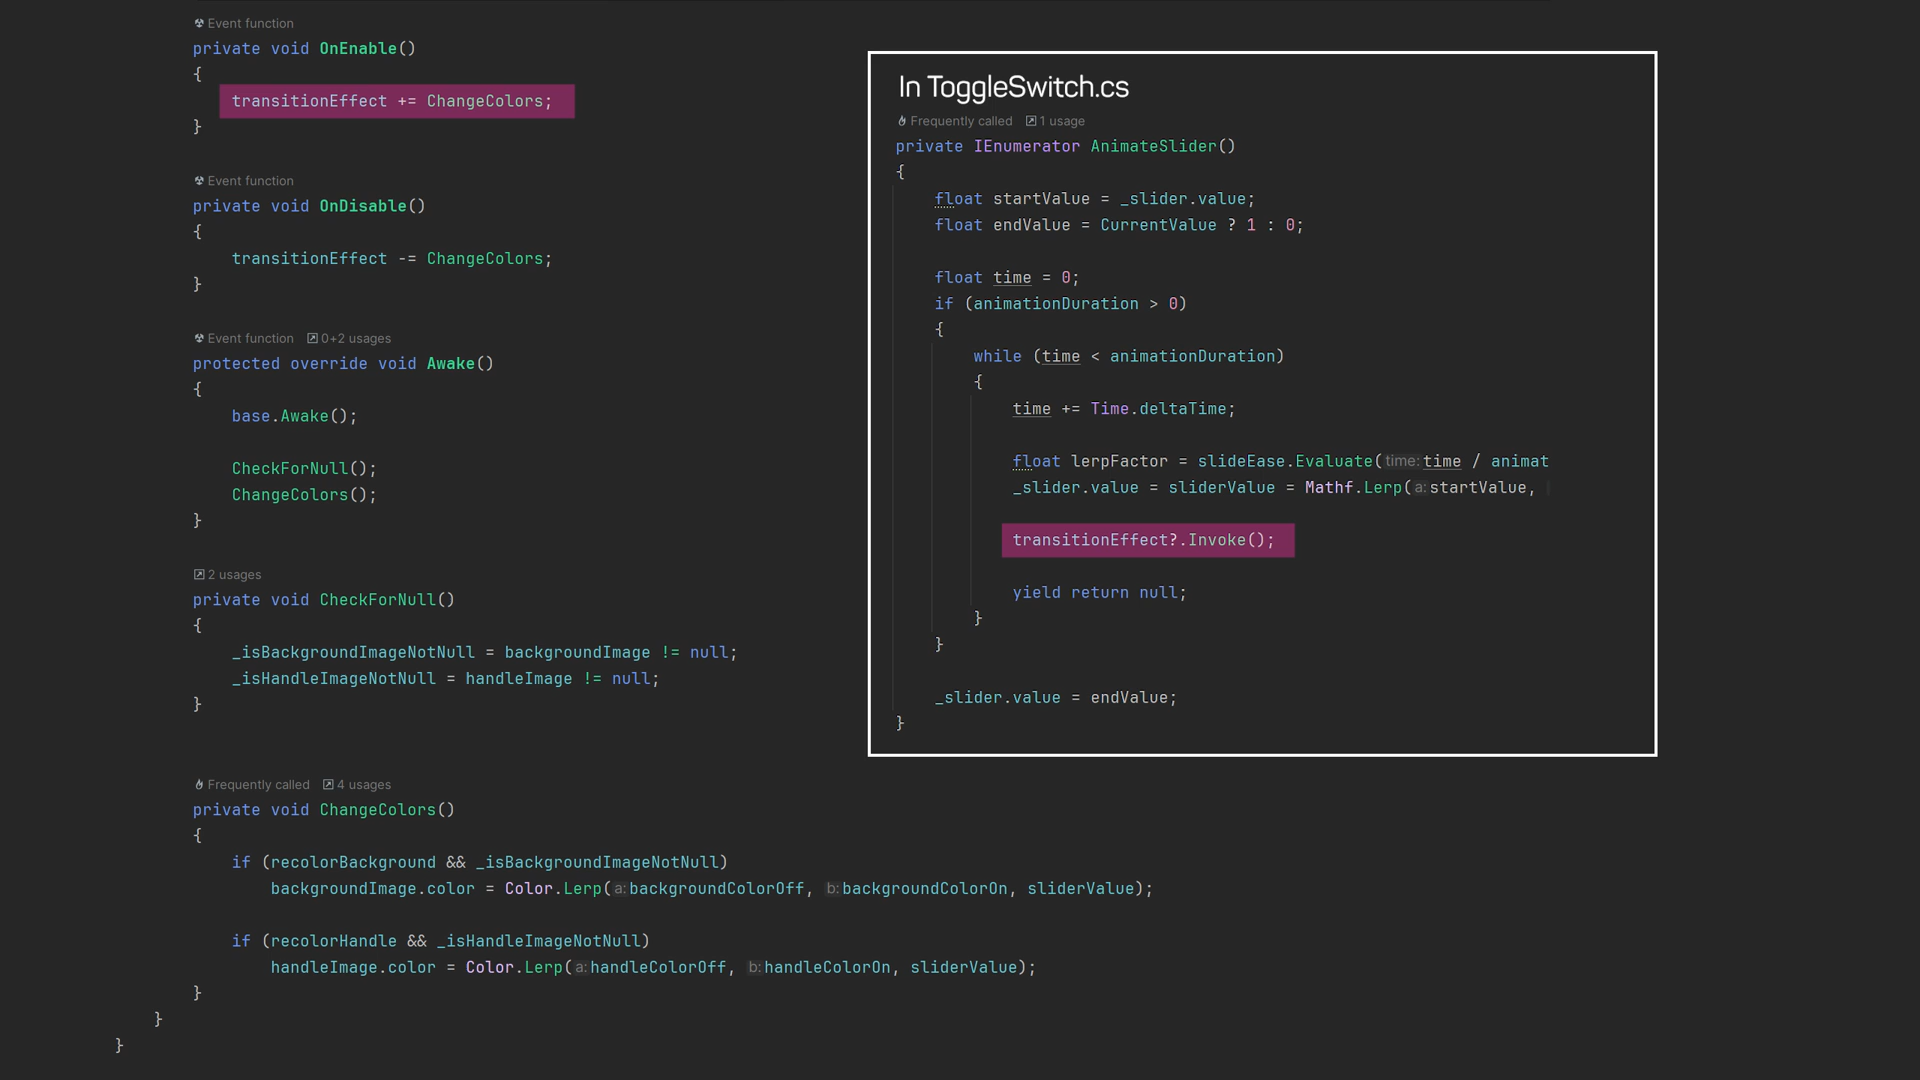 Event function
private void OnEnable()
{
transitionEffect += ChangeColors;
}
Event function
private void OnDisable()
{
transitionEffect -= ChangeColors;
}
Event function 0+2 usages
protected override void Awake()
{
base.Awake();
CheckForNull();
ChangeColors();
}
2 usages
private void CheckForNull()
{
_isBackgroundImageNotNull = backgroundImage != null;
_isHandleImageNotNull = handleImage != null;
}
Frequently called 4 usages
private void ChangeColors()
{
if (recolorBackground && _isBackgroundImageNotNull)
backgroundImage.color = Color.Lerp(a:backgroundColorOff, b:backgroundColorOn, sliderValue);
if (recolorHandle && _isHandleImageNotNull)
handleImage.color = Color.Lerp(a:handleColorOff, b:handleColorOn, sliderValue);
}
}
}
In ToggleSwitch.cs
Frequently called 1 usage
private IEnumerator AnimateSlider()
{
float startValue = _slider.value;
float endValue = CurrentValue ? 1 : 0;
float time = 0;
if (animationDuration > 0)
{
while (time < animationDuration)
{
time += Time.deltaTime;
float lerpFactor = slideEase.Evaluate(time:time / animat
_slider.value = sliderValue = Mathf.Lerp(a:startValue,
transitionEffect?.Invoke();
yield return null;
}
}
_slider.value = endValue;
}